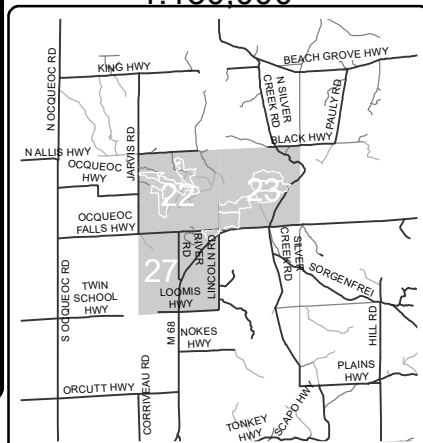 KING HWY
BEACH GROVE HWY
N OCQUEOC RD
N SILVER
CREEK RD
PAULY RD
BLACK HWY
N ALLIS HWY
JARVIS RD
OCQUEOC
HWY
22
23
OCQUEOC
FALLS HWY
RIVER
RD
LINCOLN RD
SILVER
CREEK RD
SORGENFREI
27
S OCQUEOC RD
TWIN
SCHOOL
HWY
LOOMIS
HWY
M 68
NOKES
HWY
HILL RD
PLAINS
HWY
ORCUTT HWY
CORRIVEAU RD
TONKEY
HWY
SCAPO HWY